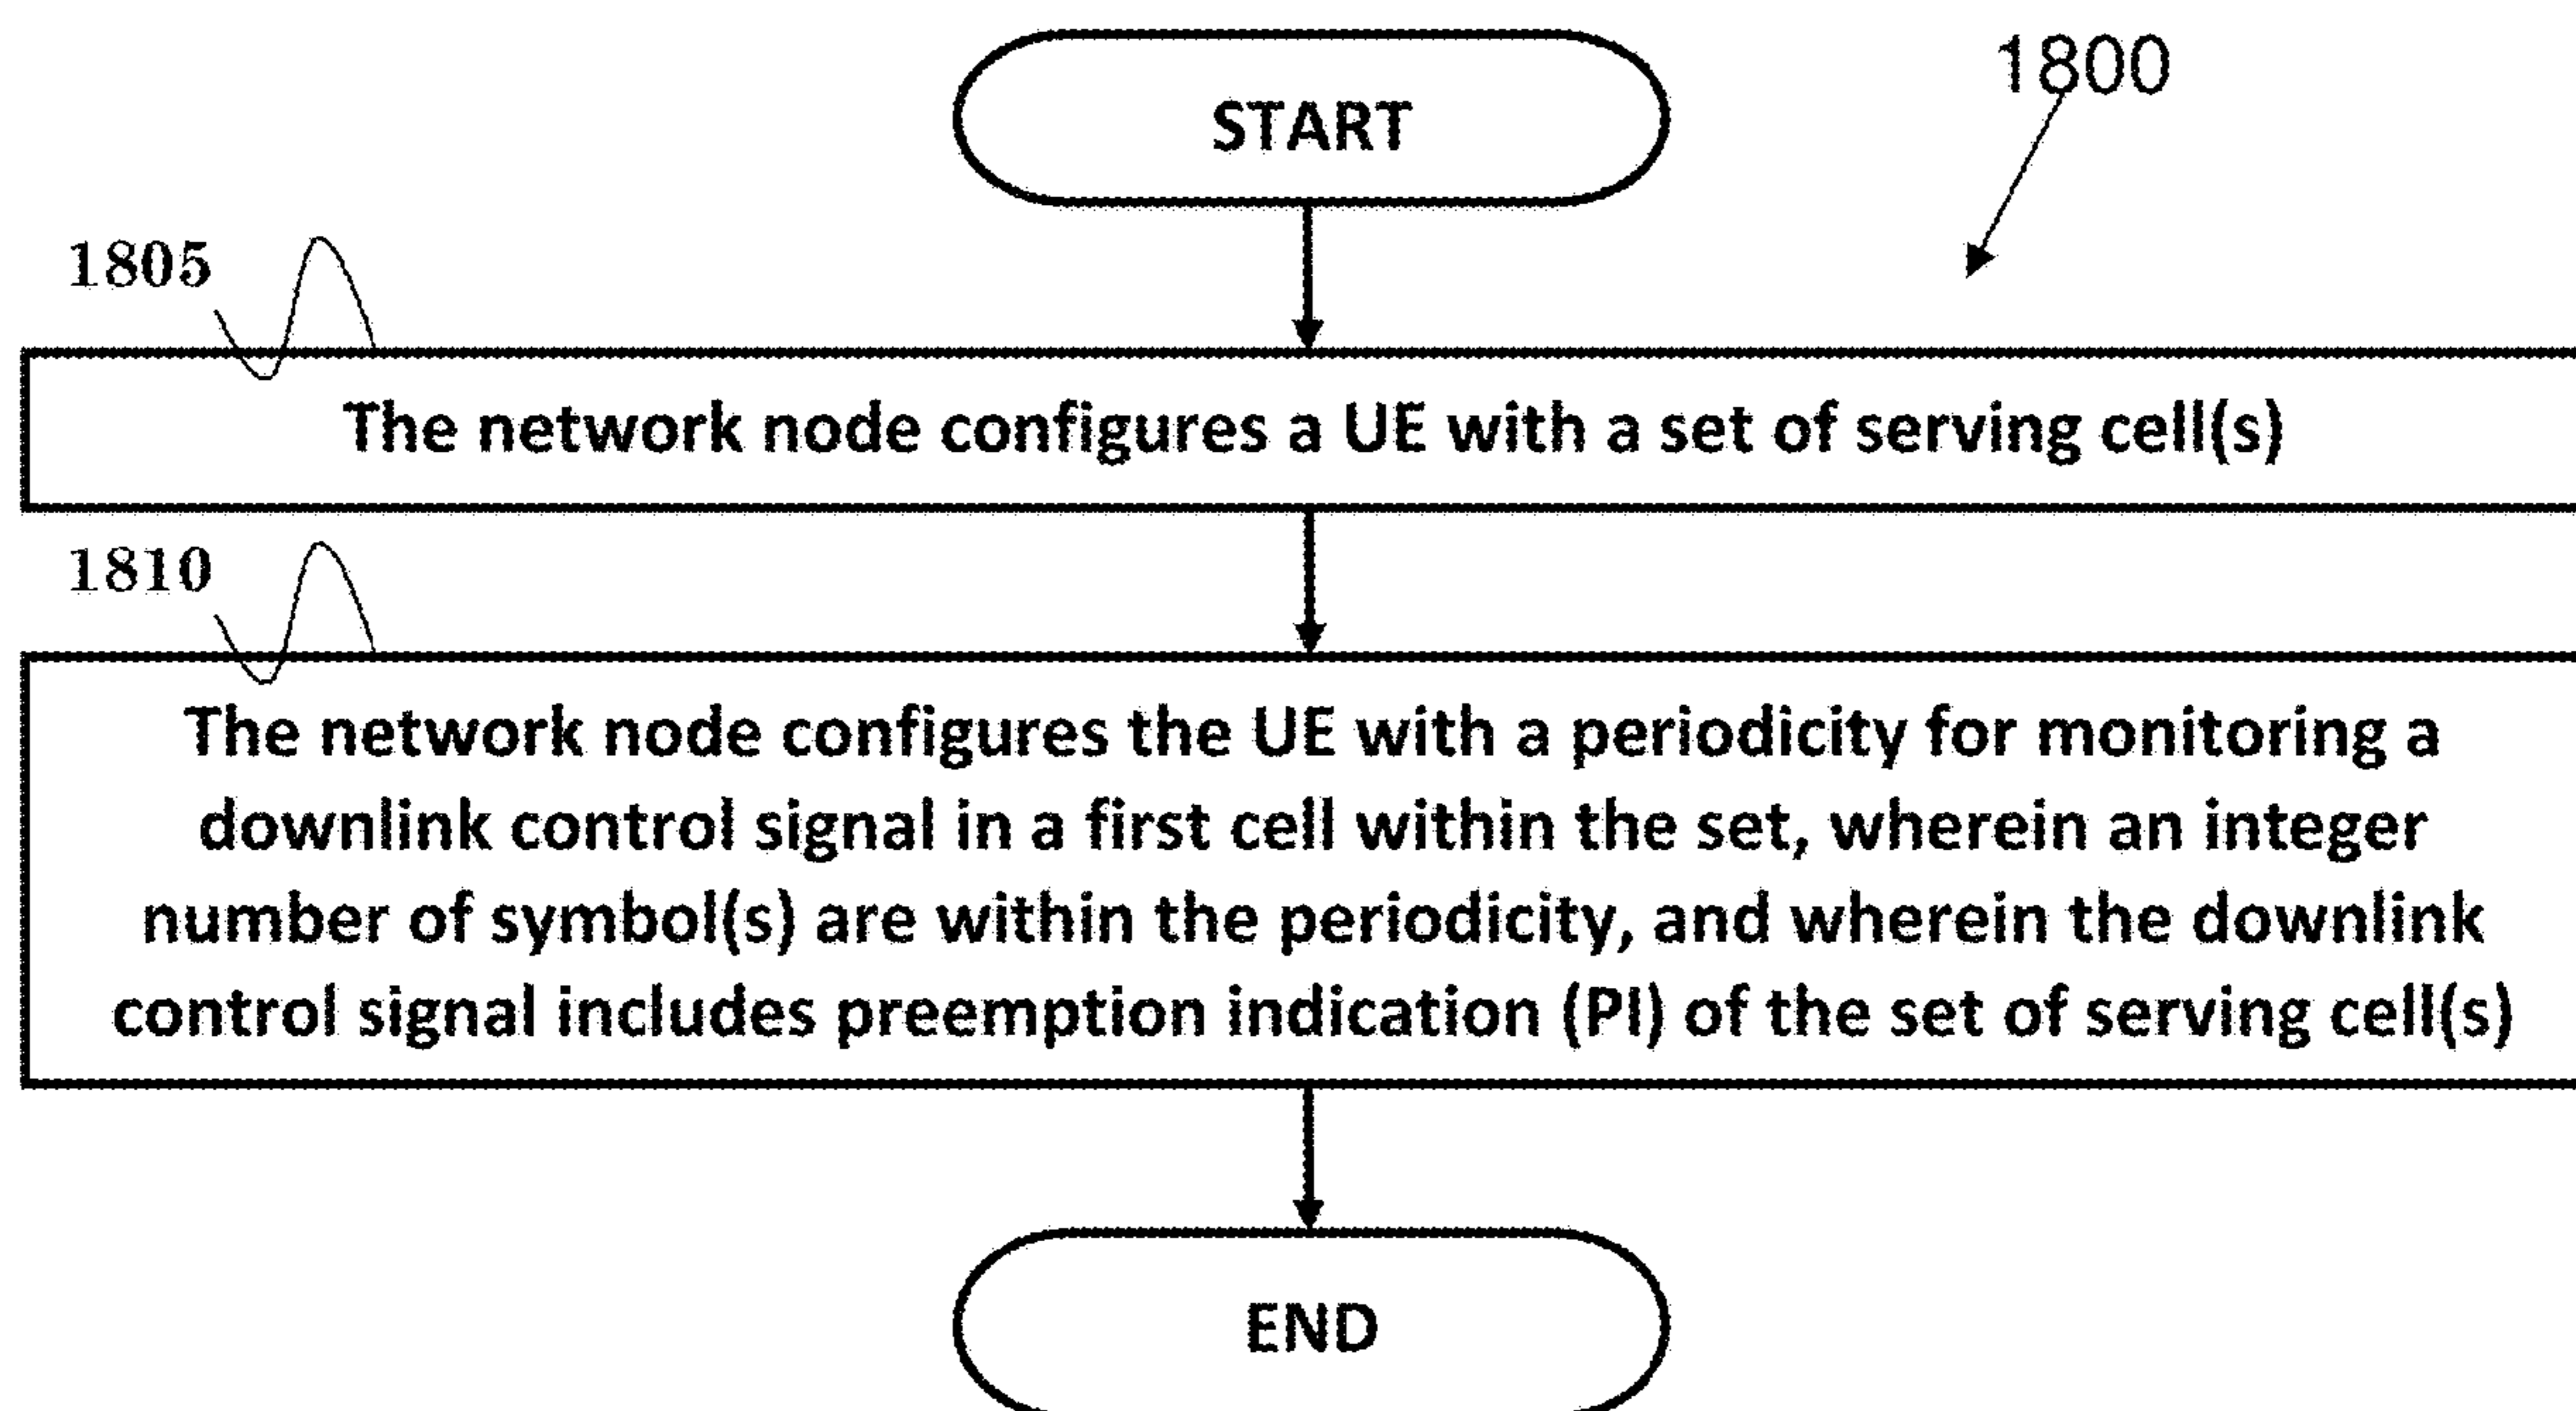 START
1800
1805
The network node configures a UE with a set of serving cell(s)
1810
The network node configures the UE with a periodicity for monitoring a
downlink control signal in a first cell within the set, wherein an integer
number of symbol(s) are within the periodicity, and wherein the downlink
control signal includes preemption indication (PI) of the set of serving cell(s)
END